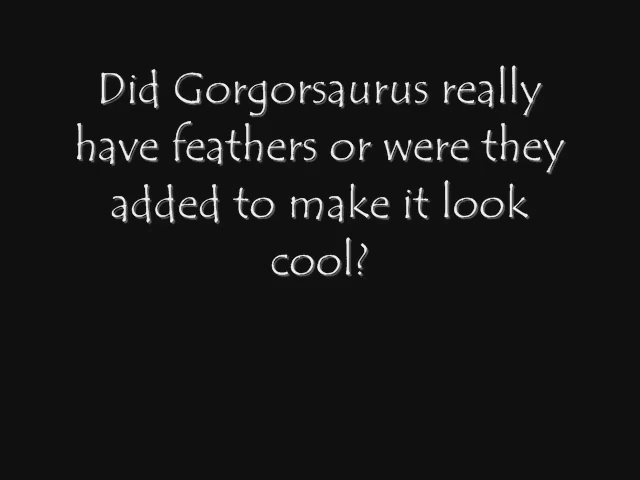 Did Gorgorsaurus really
have feathers or were they
added to make it look
cool?